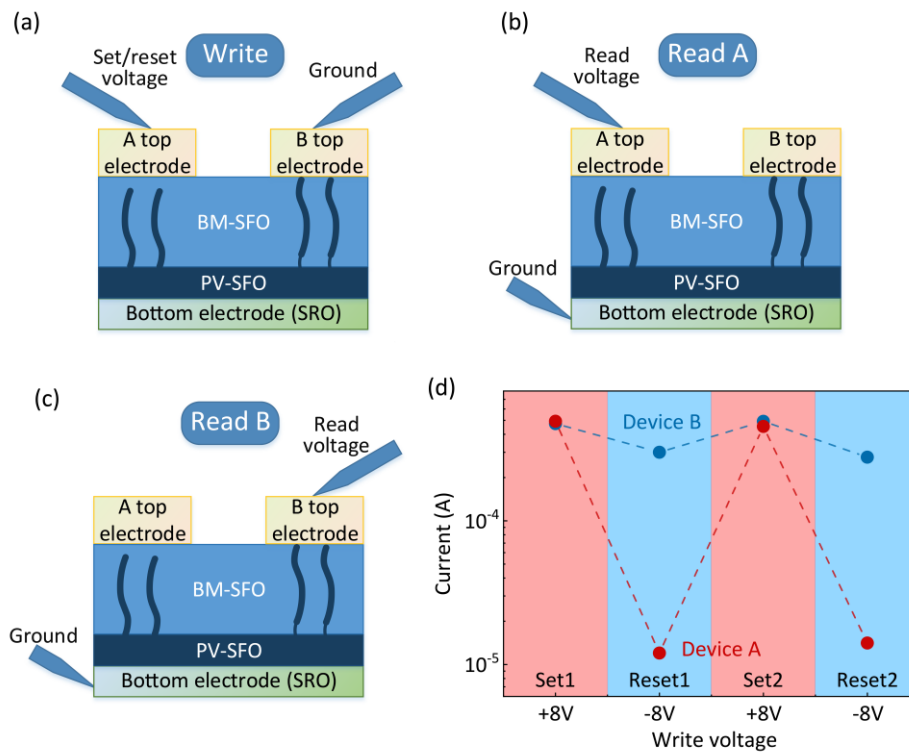 (a)
Write
Set/reset
voltage
Ground
A top
electrode
B top
electrode
BM-SFO
PV-SFO
Bottom electrode (SRO)
(b)
Read A
Read
voltage
A top
electrode
B top
electrode
BM-SFO
Ground
PV-SFO
Bottom electrode (SRO)
(c)
Read B
Read
voltage
A top
electrode
B top
electrode
BM-SFO
Ground
PV-SFO
Bottom electrode (SRO)
(d)
Device B
Current (A)
10⁻⁴
Device A
10⁻⁵
Set1 Reset1 Set2 Reset2
+8V -8V +8V -8V
Write voltage